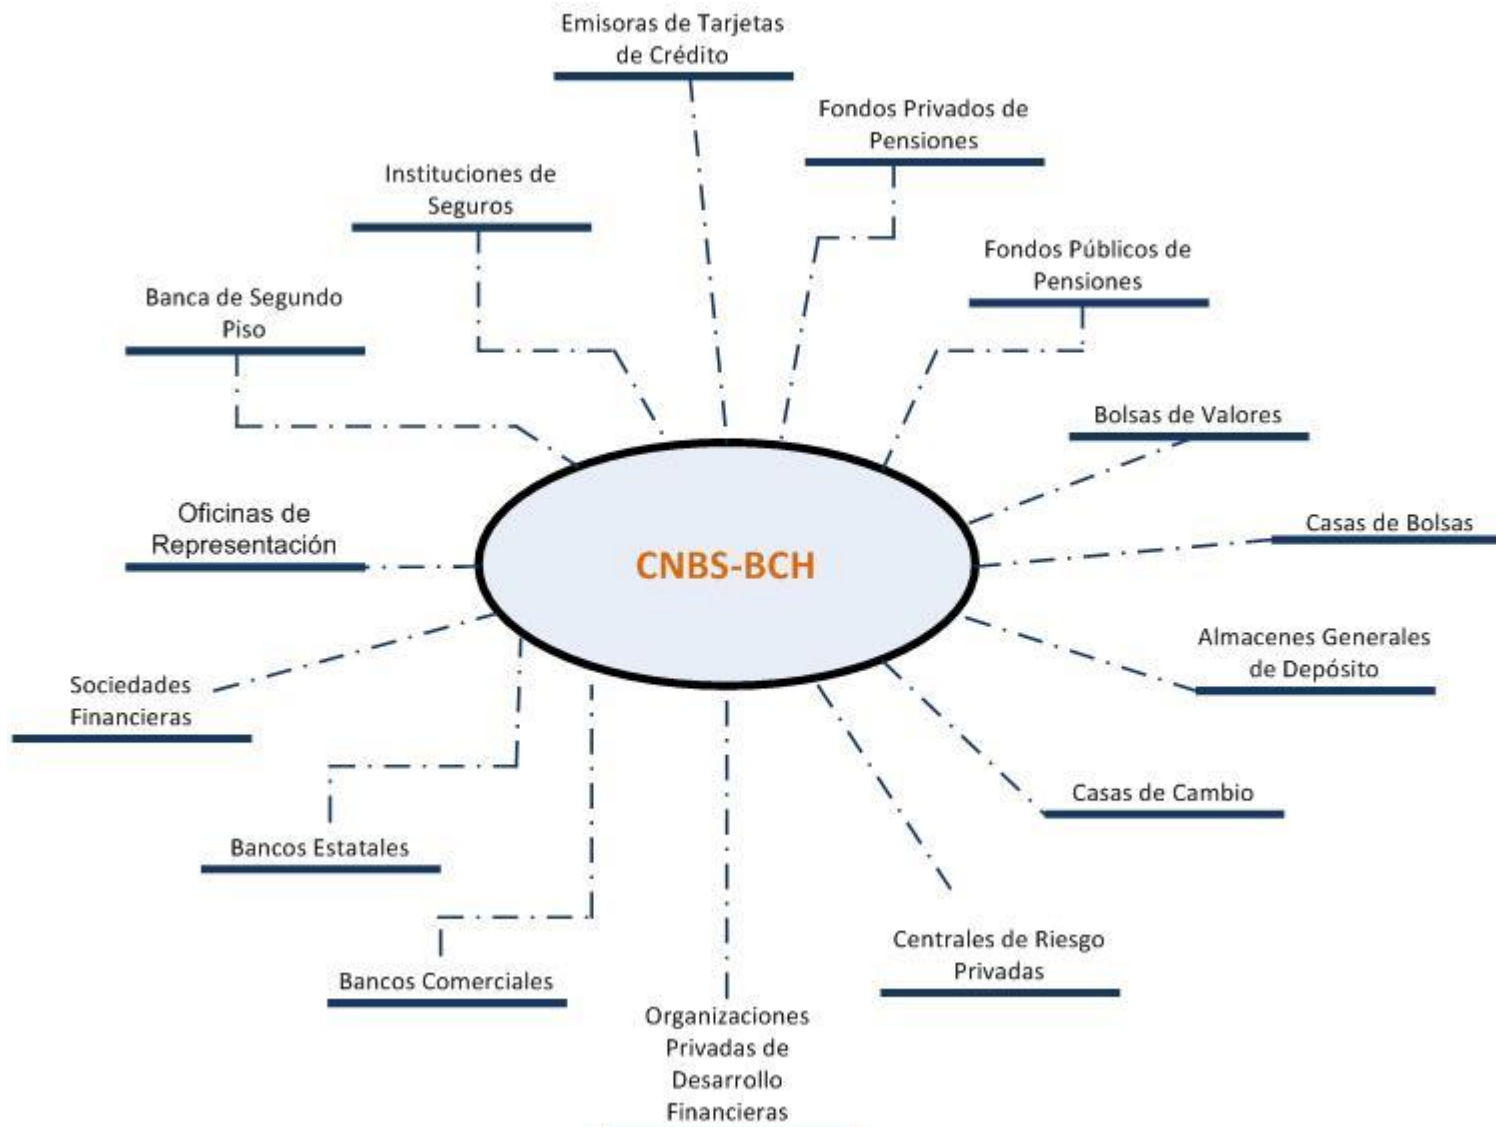 Emisoras de Tarjetas
de Crédito
Fondos Privados de
Pensiones
Instituciones de
Seguros
Fondos Públicos de
Pensiones
Banca de Segundo
Piso
Bolsas de Valores
Oficinas de
Representación
Casas de Bolsas
CNBS-BCH
Almacenes Generales
de Depósito
Sociedades
Financieras
Casas de Cambio
Bancos Estatales
Centrales de Riesgo
Privadas
Bancos Comerciales
Organizaciones
Privadas de
Desarrollo
Financieras